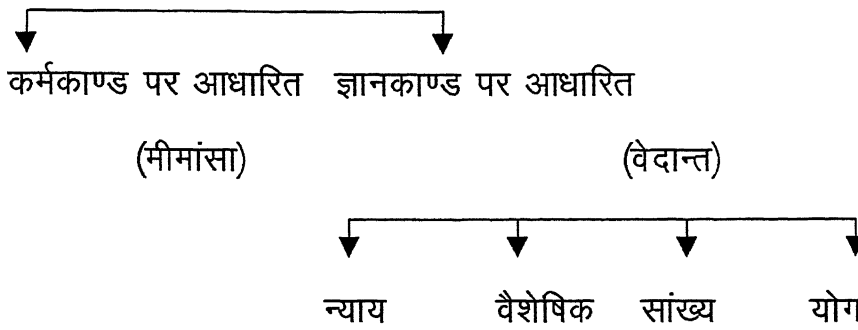 कर्मकाण्ड पर आधारित ज्ञानकाण्ड पर आधारित
(मीमांसा) (वेदान्त)
न्याय वैशेषिक सांख्य योग